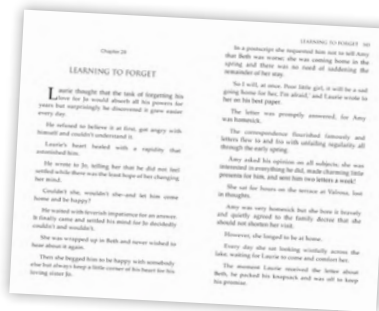 Chapter 29
LEARNING TO FORGET
Laurie thought that the task of forgetting his
love for Jo would absorb all his powers for
years but surprisingly he discovered it grew easier
every day.
He refused to believe it at first, got angry with
himself and couldn't understand it.
Laurie's heart healed with a rapidity that
astonished him.
He wrote to Jo, telling her that he did not feel
settled while there was the least hope of her changing
her mind.
Couldn't she, wouldn't she—and let him come
home and be happy?
He waited with feverish impatience for an answer.
It finally came and settled his mind for Jo decidedly
couldn't and wouldn't.
She was wrapped up in Beth and never wished to
hear about it again.
Then she begged him to be happy with somebody
else but always keep a little corner of his heart for his
loving sister Jo.
LEARNING TO FORGET
In a postscript she requested him not to tell Amy
that Beth was worse; she was coming home in the
spring and there was no need of saddening the
remainder of her stay.
'So I will, at once. Poor little girl, it will be a sad
going home for her, I'm afraid,' and Laurie wrote to
her on his best paper.
The letter was promptly answered, for Amy
was homesick.
The correspondence flourished famously and
letters flew to and fro with unfailing regularity all
through the early spring.
Amy asked his opinion on all subjects; she was
interested in everything he did, made charming little
presents for him, and sent him two letters a week!
She sat for hours on the terrace at Valrosa, lost
in thoughts.
Amy was very homesick but she bore it bravely
and quietly agreed to the family decree that she
should not shorten her visit.
However, she longed to be at home.
Every day she sat looking wistfully across the
lake, waiting for Laurie to come and comfort her.
The moment Laurie received the letter about
Beth, he packed his knapsack and was off to keep
his promise.